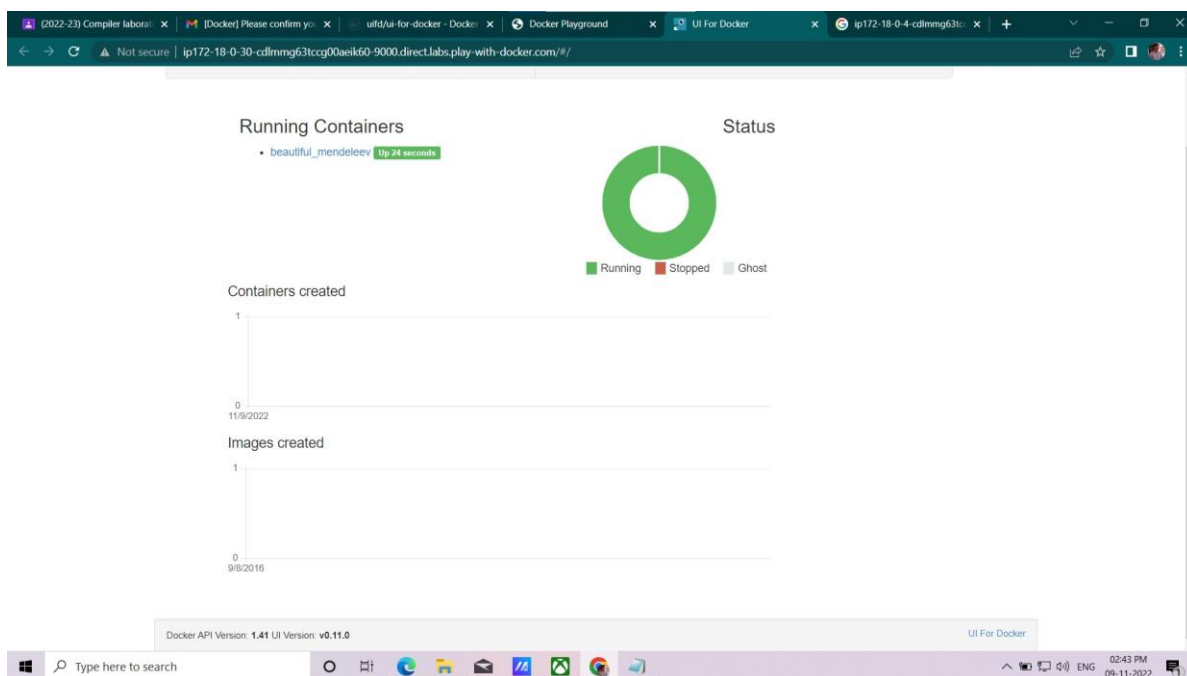 (2022-23) Compiler laborat
[Docker] Please confirm yo
uifd/ui-for-docker - Docker
Docker Playground
UI For Docker
ip172-18-0-4-cdlmmg63tc
Not secure | ip172-18-0-30-cdlmmg63tccg00aeik60-9000.direct.labs.play-with-docker.com/#/
Running Containers
Status
beautiful_mendeleev Up 24 seconds
Running Stopped Ghost
Containers created
1
0
11/9/2022
Images created
1
0
9/8/2016
Docker API Version: 1.41 UI Version: v0.11.0
UI For Docker
Type here to search
ENG
02:43 PM
09-11-2022